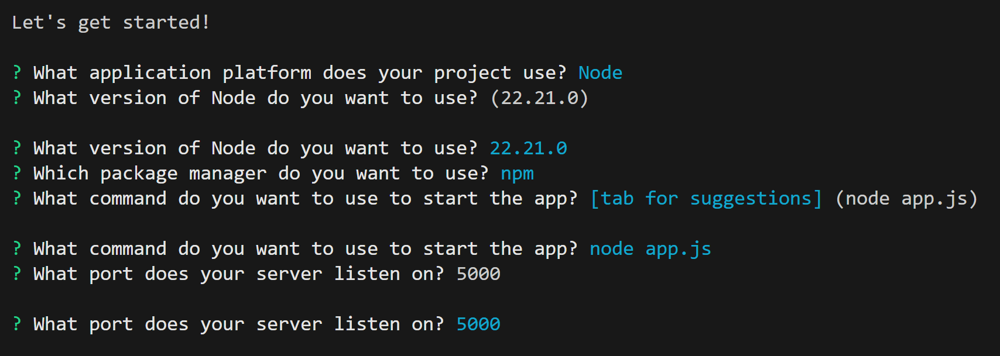 Let's get started!
? What application platform does your project use? Node
? What version of Node do you want to use? (22.21.0)
? What version of Node do you want to use? 22.21.0
? Which package manager do you want to use? npm
? What command do you want to use to start the app? [tab for suggestions] (node app.js)
? What command do you want to use to start the app? node app.js
? What port does your server listen on? 5000
? What port does your server listen on? 5000